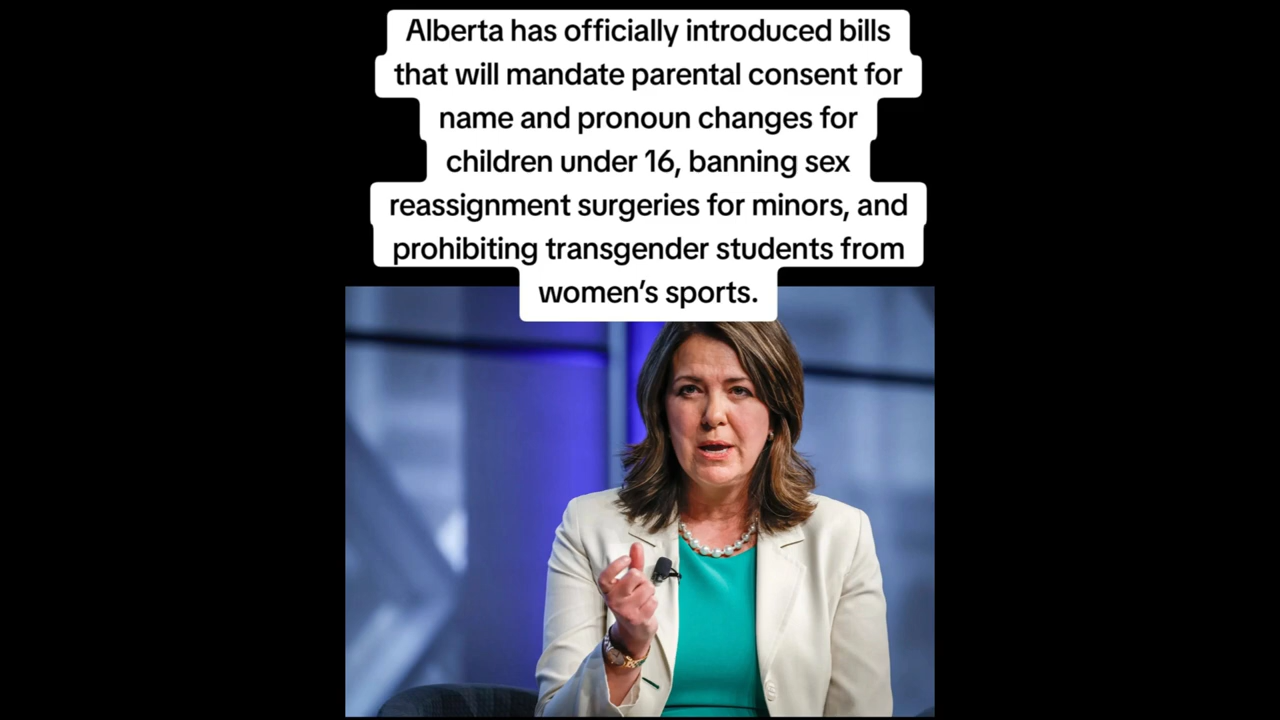 Alberta has officially introduced bills
that will mandate parental consent for
name and pronoun changes for
children under 16, banning sex
reassignment surgeries for minors, and
prohibiting transgender students from
women’s sports.